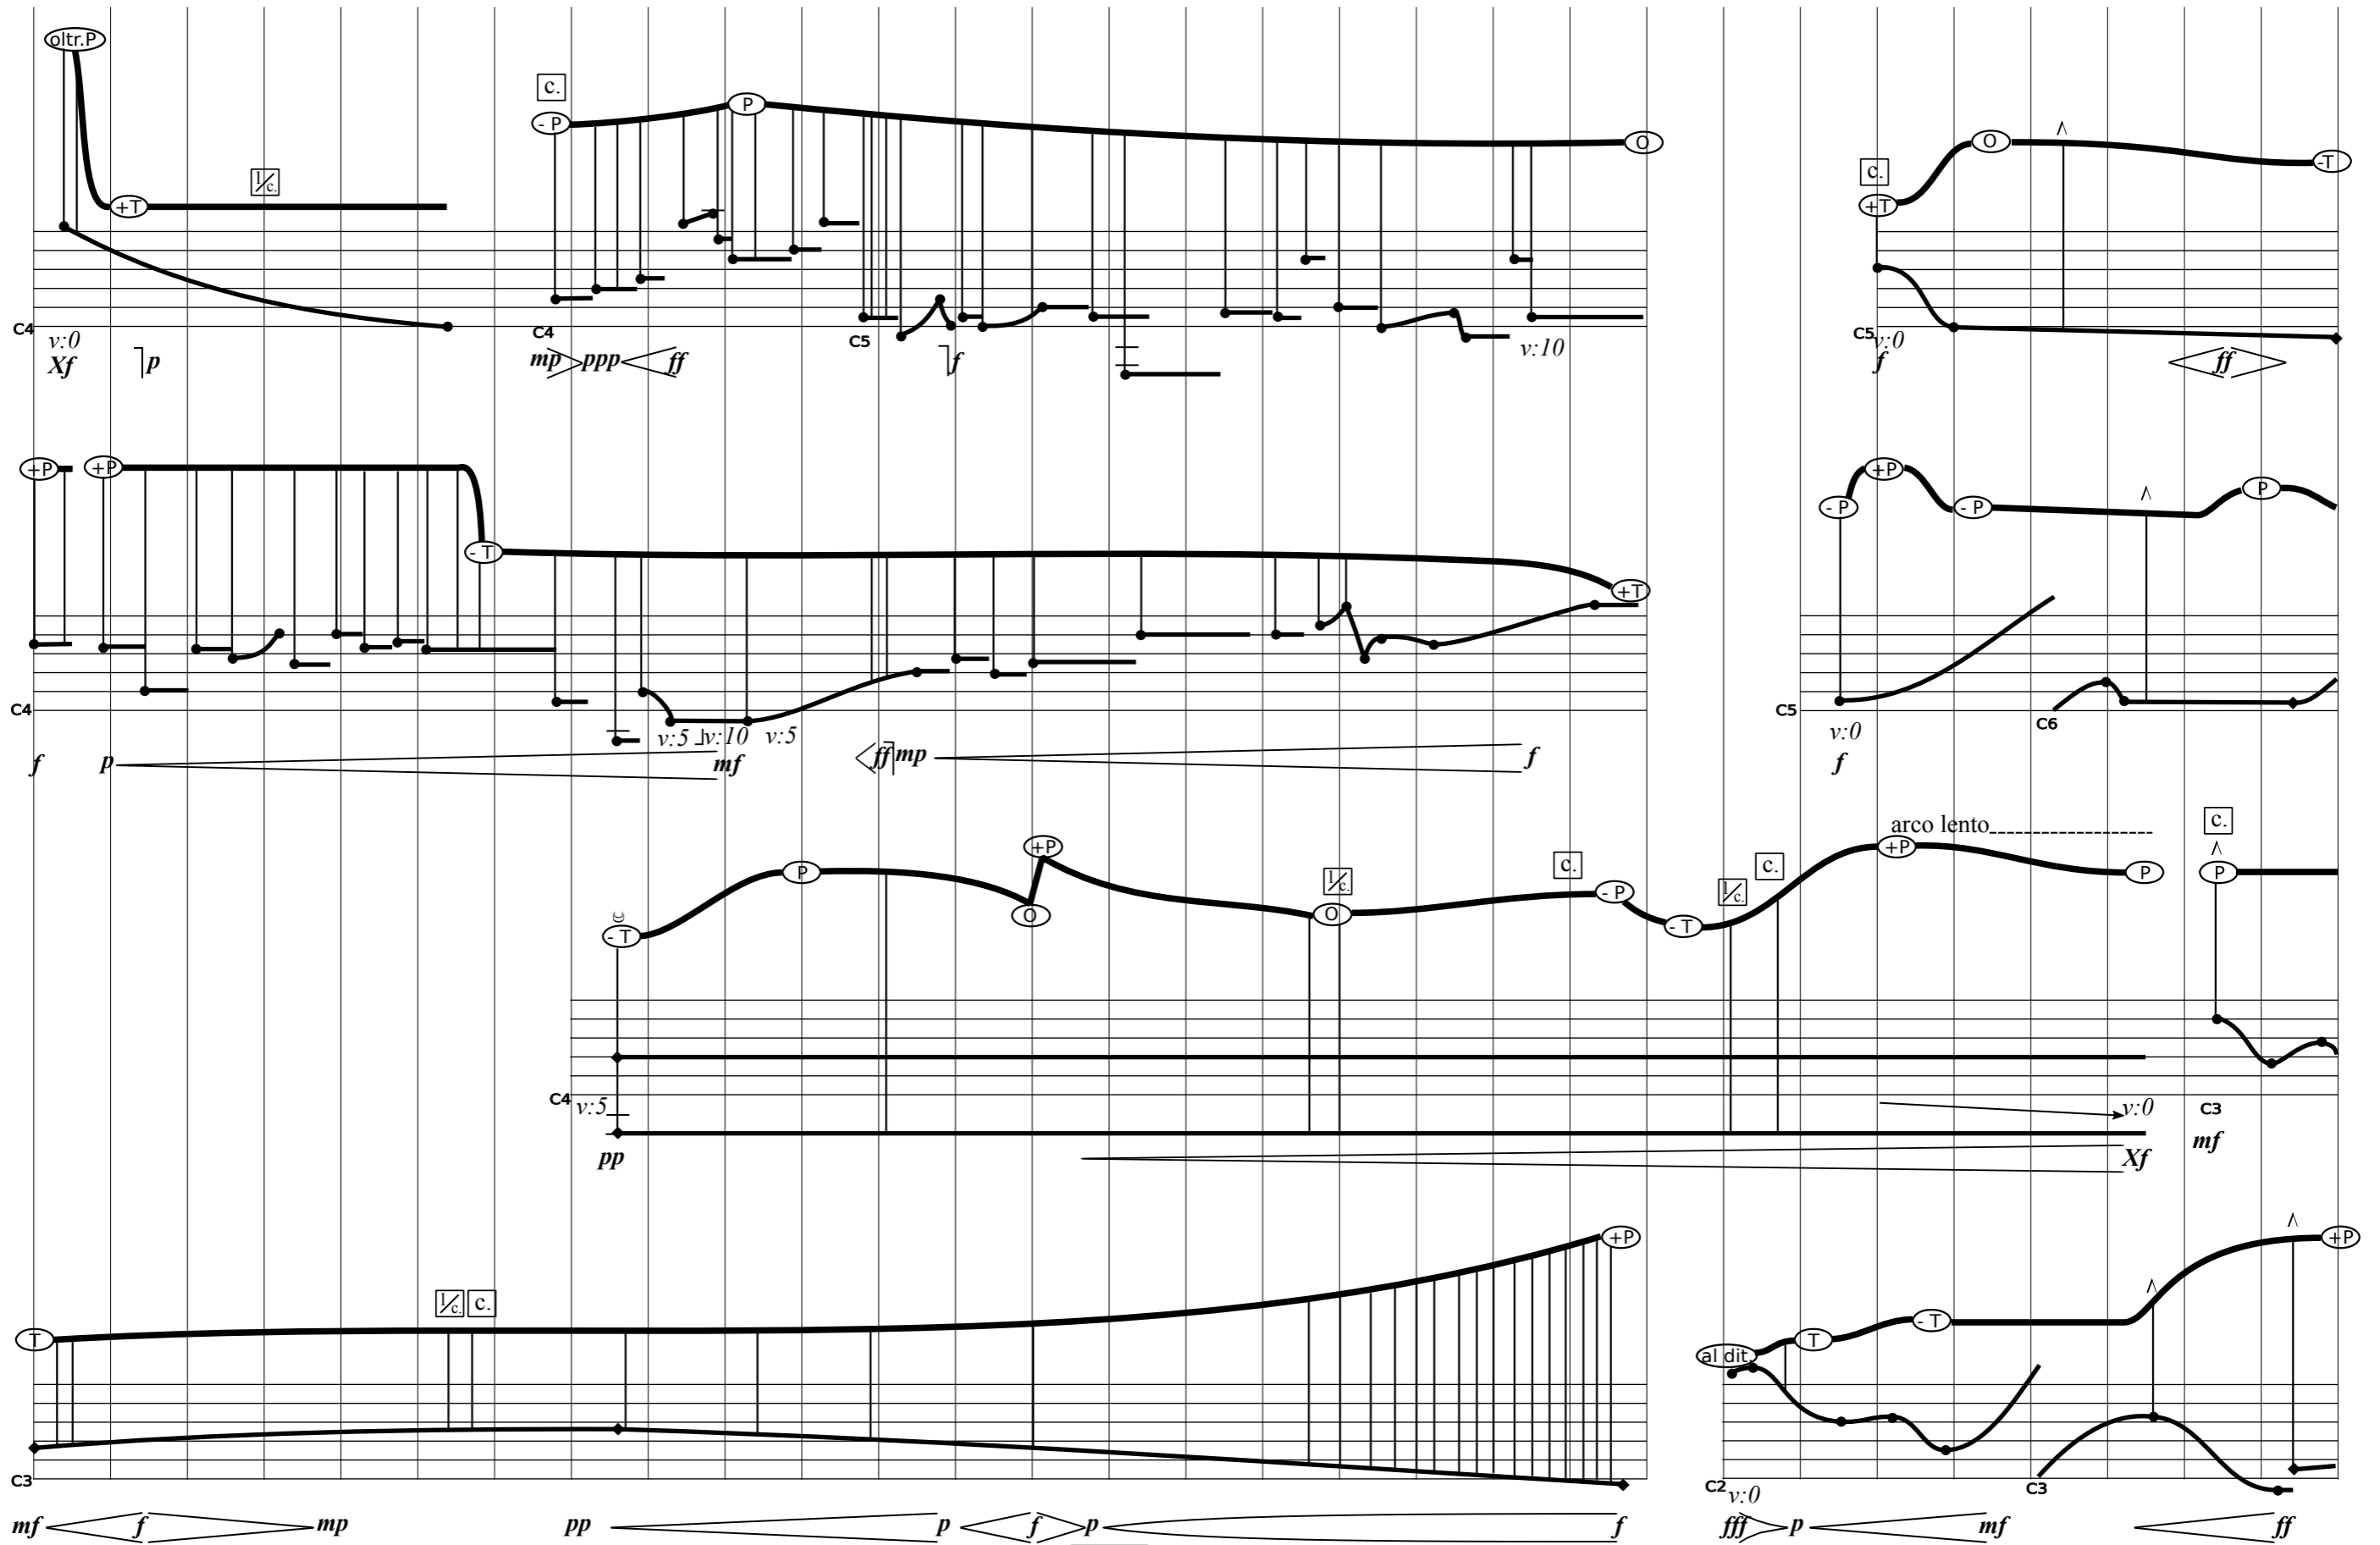 oltr.P
c.
- P P O
O
c.
-T
l/c.
+T
+T
C4
v:0
Xf p
C4
mp ppp ff
C5
f
v:10
C5 v:0
f
ff
+P +P
+P
- P - P P
- T
+T
C4
v:5 v:10 v:5
C5
C6
v:0
f p mf
ff mp f
f
arco lento
c.
+P
P
O
l/c.
O
c.
- P
- T
- T
l/c.
c.
+P
P
P
C4 v:5
v:0
C3
mf
pp
Xf
+P
+P
l/c. c.
T
al dit.
T
- T
C3
C2 v:0
C3
mf f mp pp p f p f
fff p mf ff